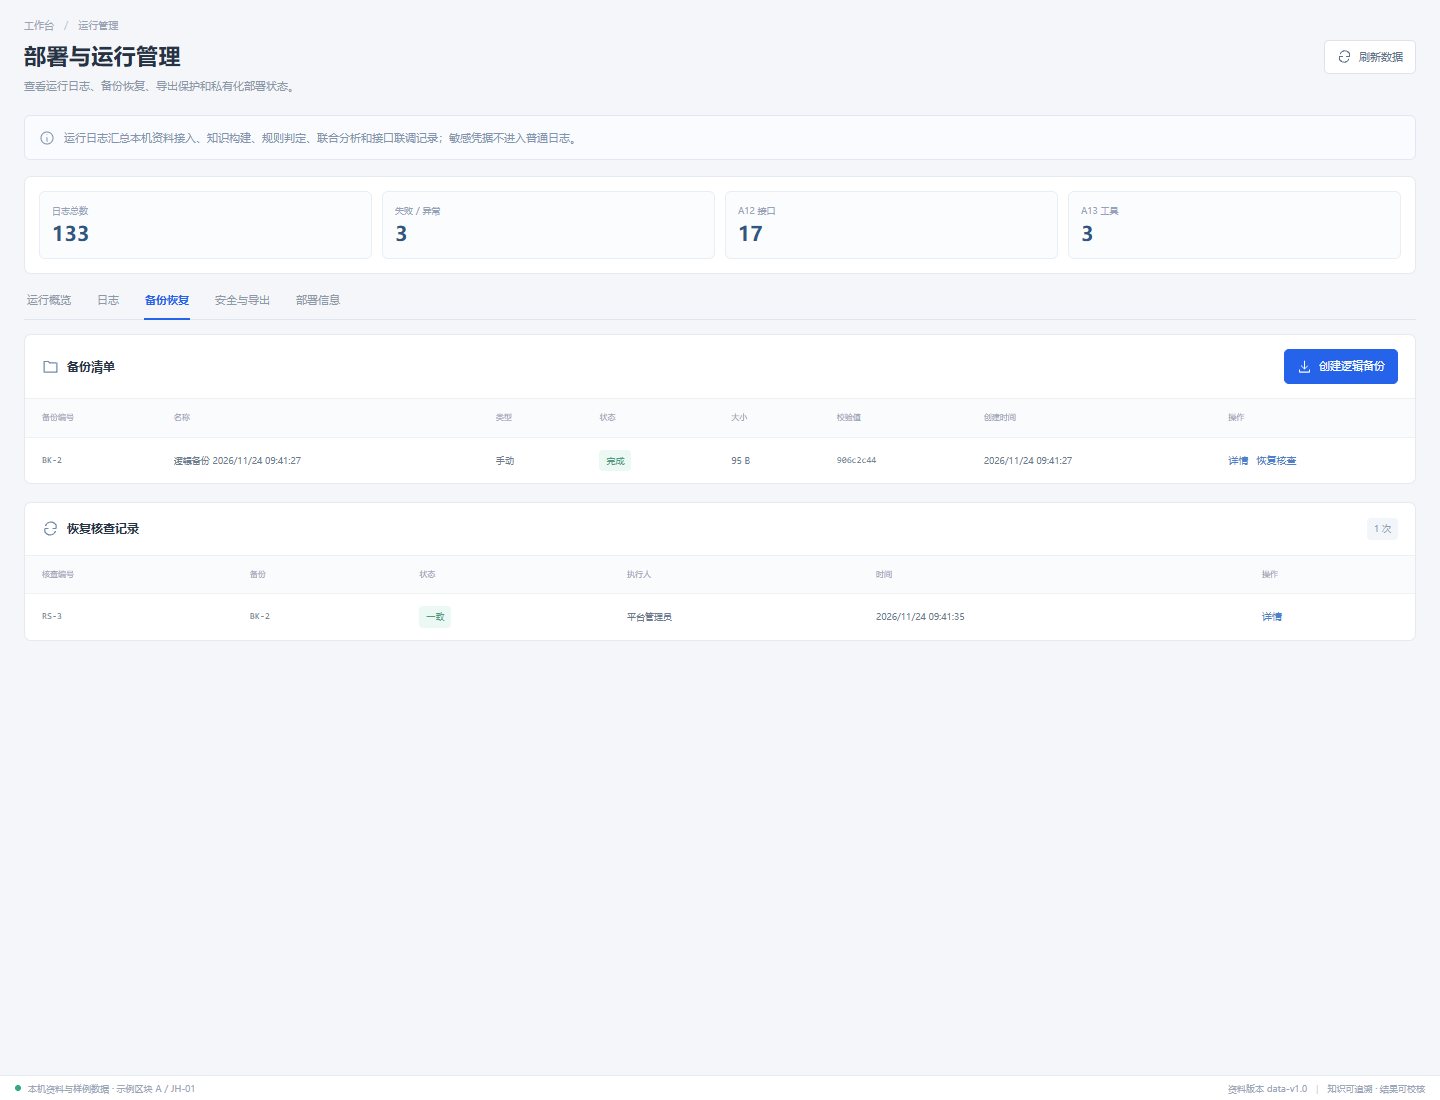 工作台 / 运行管理
部署与运行管理
刷新数据
查看运行日志、备份恢复、导出保护和私有化部署状态。
运行日志汇总本机资料接入、知识构建、规则判定、联合分析和接口联调记录；敏感凭据不进入普通日志。
日志总数 失败 / 异常 A12 接口 A13 工具
133 3 17 3
运行概览 日志 备份恢复 安全与导出 部署信息
备份清单 创建逻辑备份
备份编号 名称 类型 状态 大小 校验值 创建时间 操作
BK-2 逻辑备份 2026/11/24 09:41:27 手动 完成 95 B 906c2c44 2026/11/24 09:41:27 详情 恢复核查
恢复核查记录 1 次
核查编号 备份 状态 执行人 时间 操作
RS-3 BK-2 一致 平台管理员 2026/11/24 09:41:35 详情
本机资料与样例数据 · 示例区块 A / JH-01 资料版本 data-v1.0 | 知识可追溯 · 结果可校核